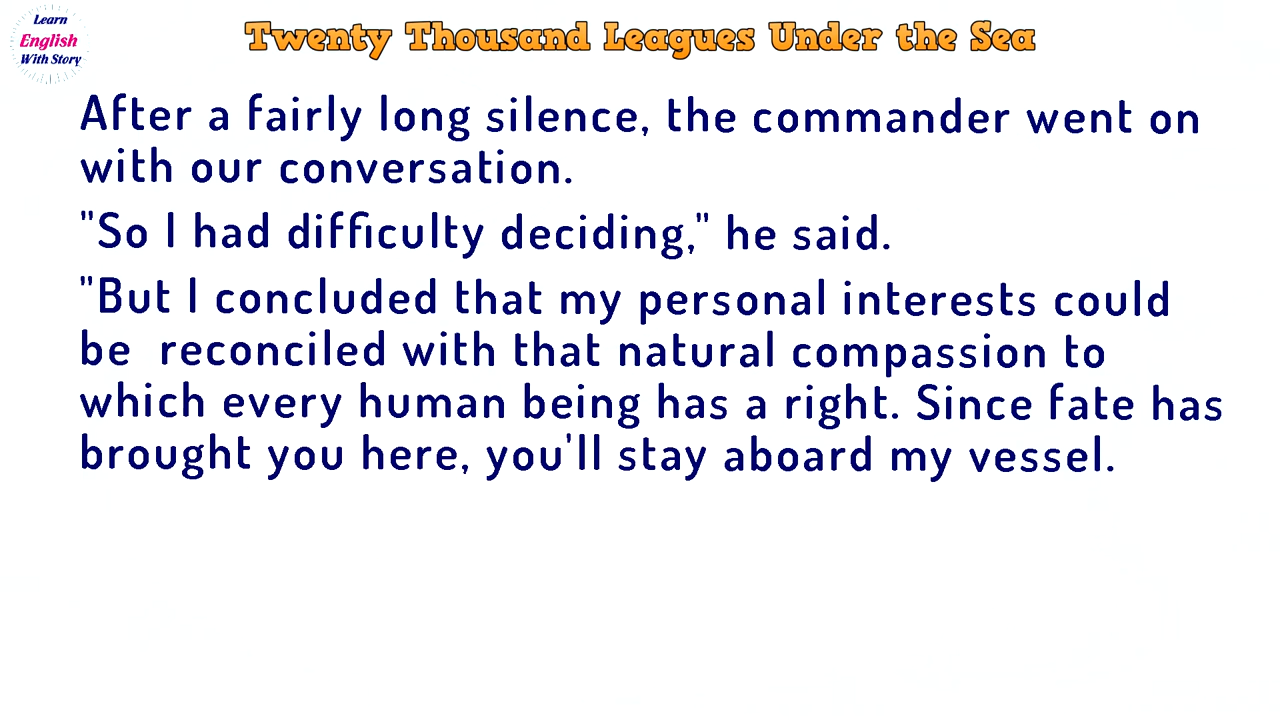 Learn
English
With Story
Twenty Thousand Leagues Under the Sea
After a fairly long silence, the commander went on
with our conversation.
"So I had difficulty deciding," he said.
"But I concluded that my personal interests could
be  reconciled with that natural compassion to
which every human being has a right. Since fate has
brought you here, you'll stay aboard my vessel.